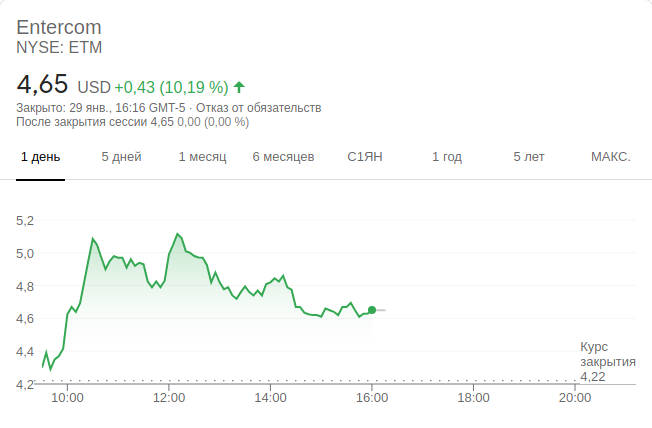 Entercom
NYSE: ETM
4,65 USD +0,43 (10,19 %)
Закрыто: 29 янв., 16:16 GMT-5 · Отказ от обязательств
После закрытия сессии 4,65 0,00 (0,00 %)
1 день 5 дней 1 месяц 6 месяцев С1ЯН 1 год 5 лет МАКС.
5,2
5,0
4,8
4,6
4,4
4,2
Курс
закрытия
4,22
10:00 12:00 14:00 16:00 18:00 20:00